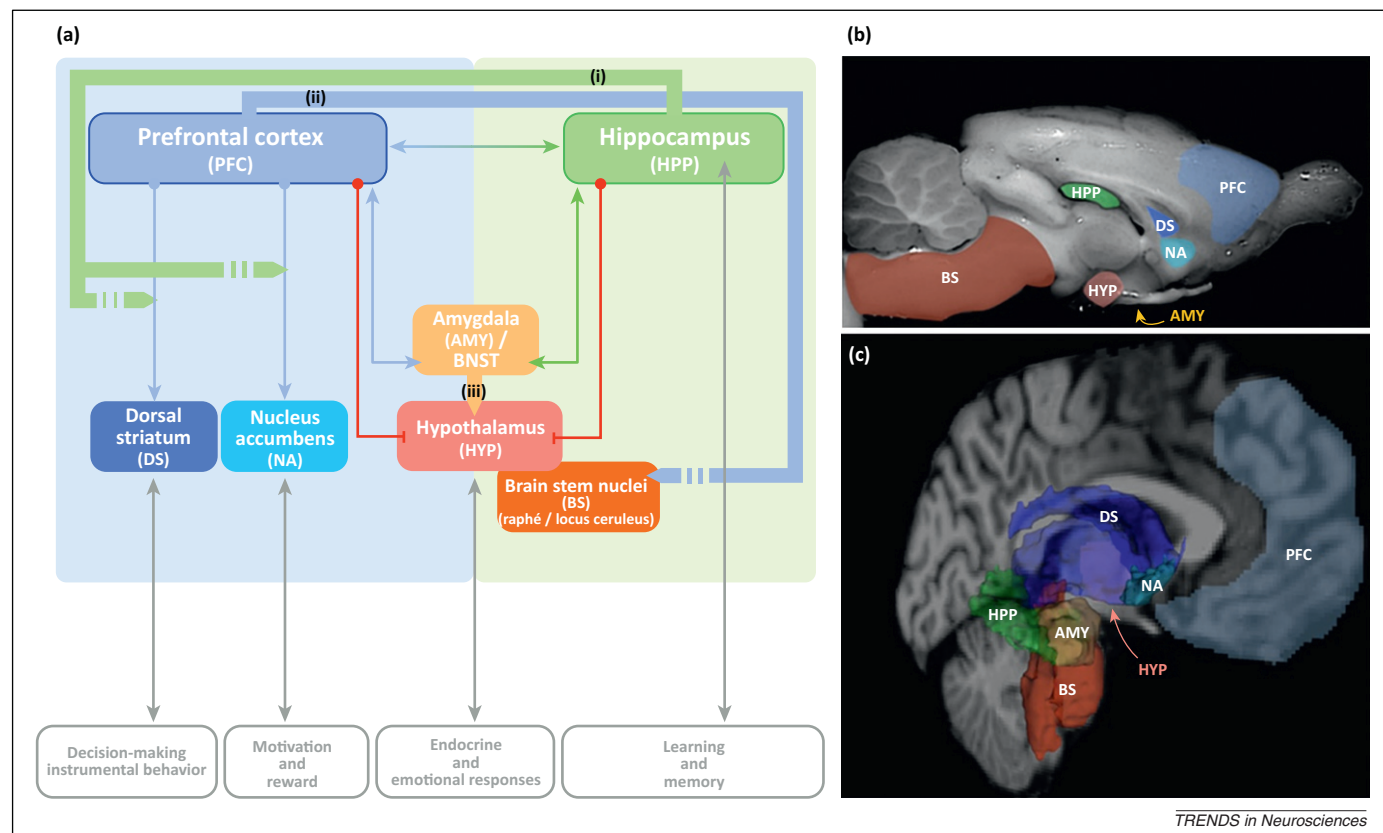 (a)
(i)
(ii)
Prefrontal cortex
(PFC)
Hippocampus
(HPP)
Amygdala
(AMY) /
BNST
(iii)
Dorsal
striatum
(DS)
Nucleus
accumbens
(NA)
Hypothalamus
(HYP)
Brain stem nuclei
(BS)
(raphé / locus ceruleus)
Decision-making
instrumental behavior
Motivation
and
reward
Endocrine
and
emotional responses
Learning
and
memory
(b)
HPP
PFC
DS
NA
BS
HYP
AMY
(c)
DS
PFC
NA
HPP
AMY
HYP
BS
TRENDS in Neurosciences